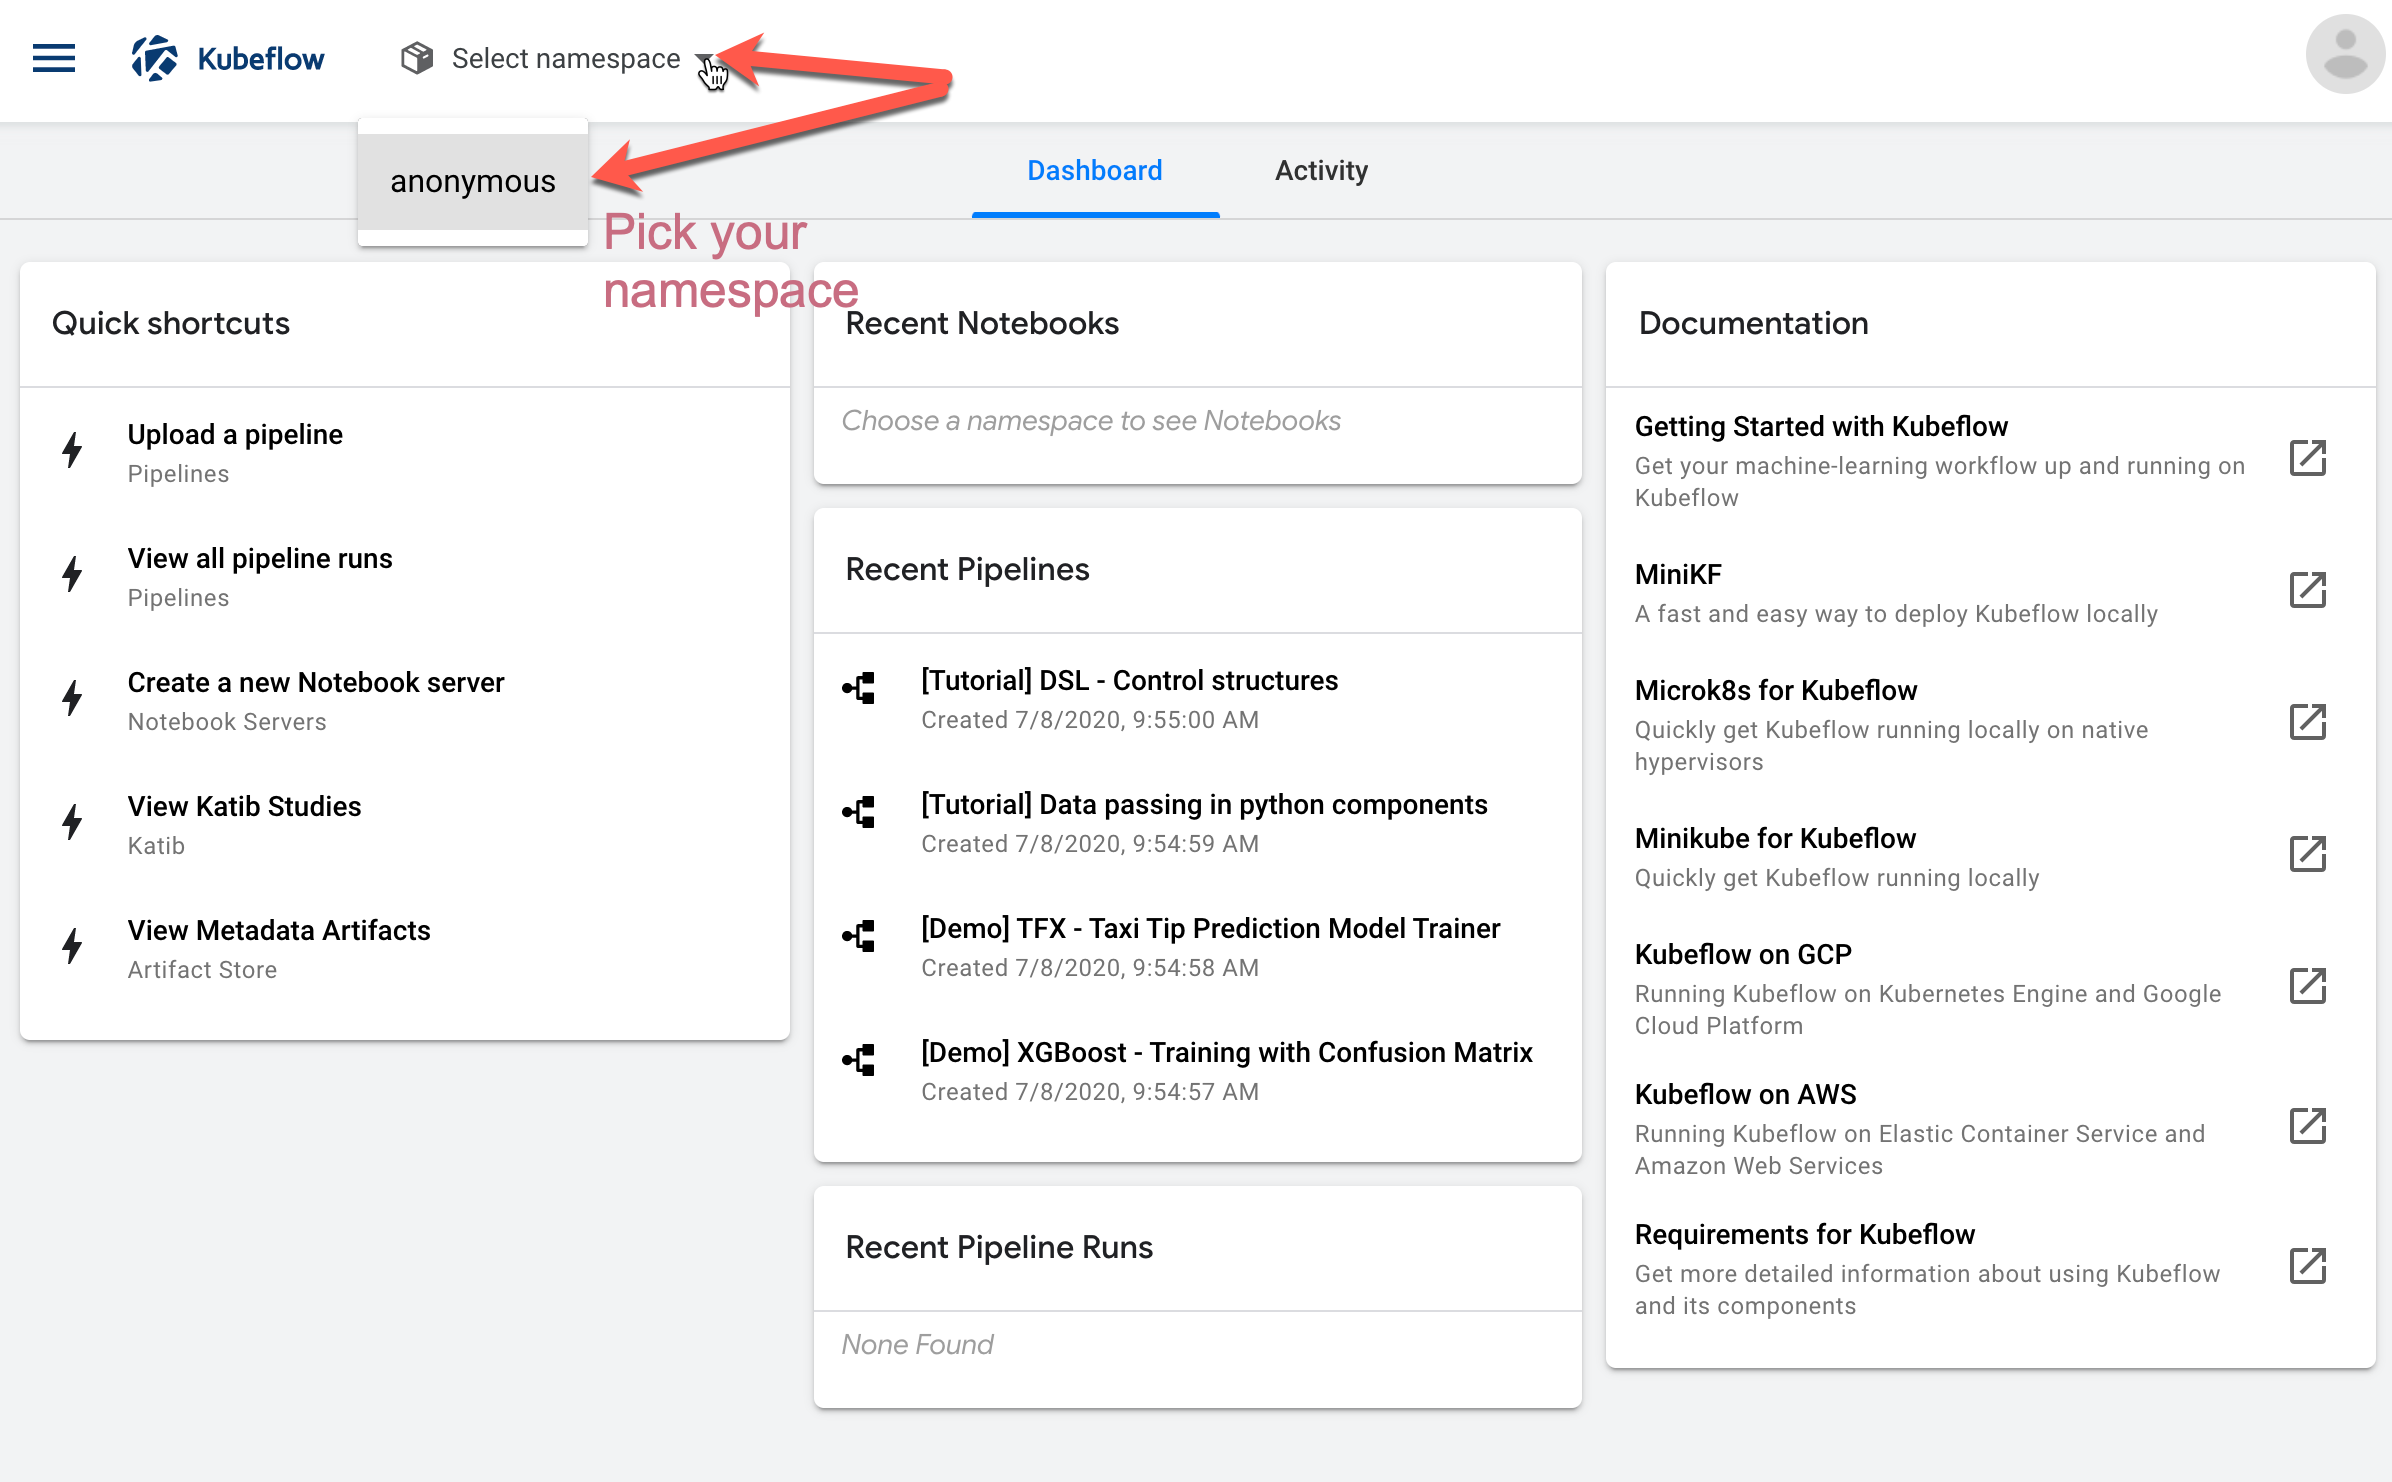 Kubeflow
Select namespace
anonymous
Dashboard
Activity
Pick your
namespace
Quick shortcuts
Upload a pipeline
Pipelines
View all pipeline runs
Pipelines
Create a new Notebook server
Notebook Servers
View Katib Studies
Katib
View Metadata Artifacts
Artifact Store
Recent Notebooks
Choose a namespace to see Notebooks
Recent Pipelines
[Tutorial] DSL - Control structures
Created 7/8/2020, 9:55:00 AM
[Tutorial] Data passing in python components
Created 7/8/2020, 9:54:59 AM
[Demo] TFX - Taxi Tip Prediction Model Trainer
Created 7/8/2020, 9:54:58 AM
[Demo] XGBoost - Training with Confusion Matrix
Created 7/8/2020, 9:54:57 AM
Recent Pipeline Runs
None Found
Documentation
Getting Started with Kubeflow
Get your machine-learning workflow up and running on
Kubeflow
MiniKF
A fast and easy way to deploy Kubeflow locally
Microk8s for Kubeflow
Quickly get Kubeflow running locally on native
hypervisors
Minikube for Kubeflow
Quickly get Kubeflow running locally
Kubeflow on GCP
Running Kubeflow on Kubernetes Engine and Google
Cloud Platform
Kubeflow on AWS
Running Kubeflow on Elastic Container Service and
Amazon Web Services
Requirements for Kubeflow
Get more detailed information about using Kubeflow
and its components